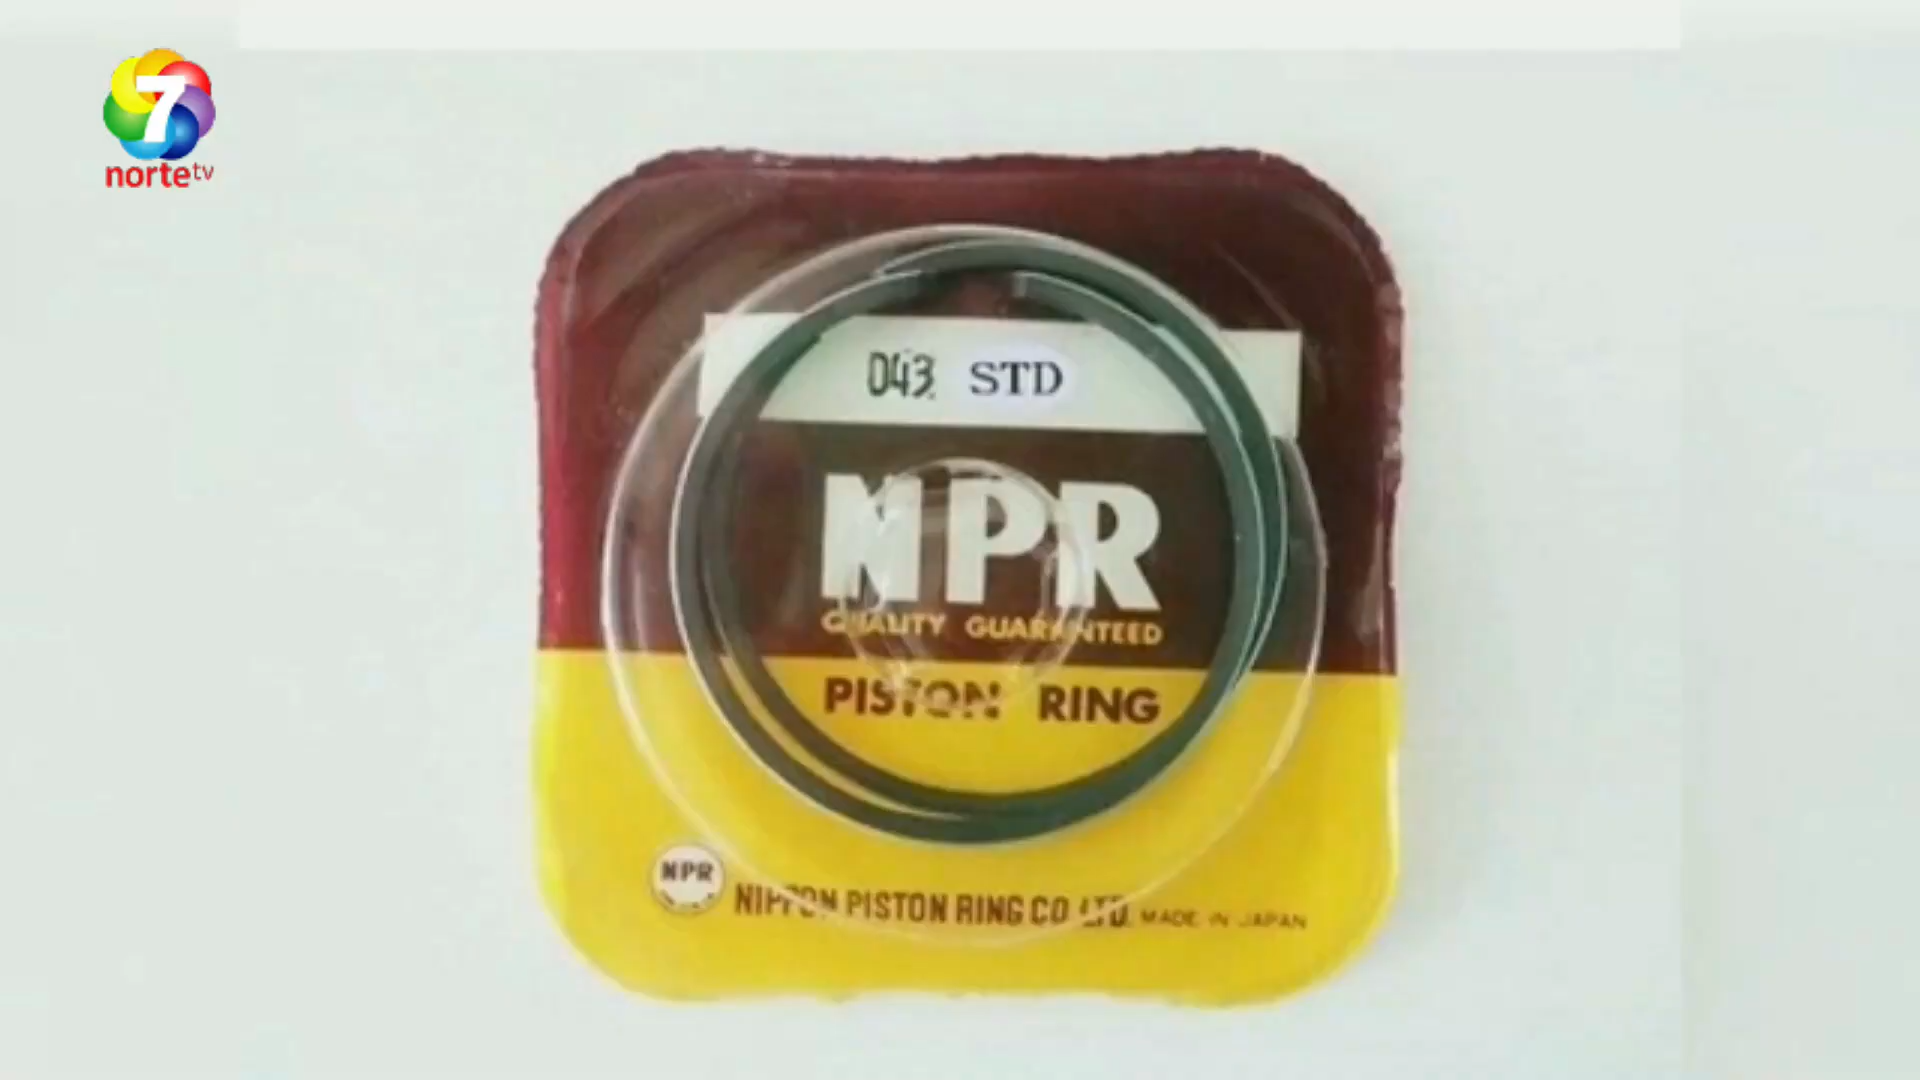 7
norte tv
043 STD
NPR
QUALITY GUARANTEED
PISTON RING
NPR
NIPPON PISTON RING CO. LTD. MADE IN JAPAN